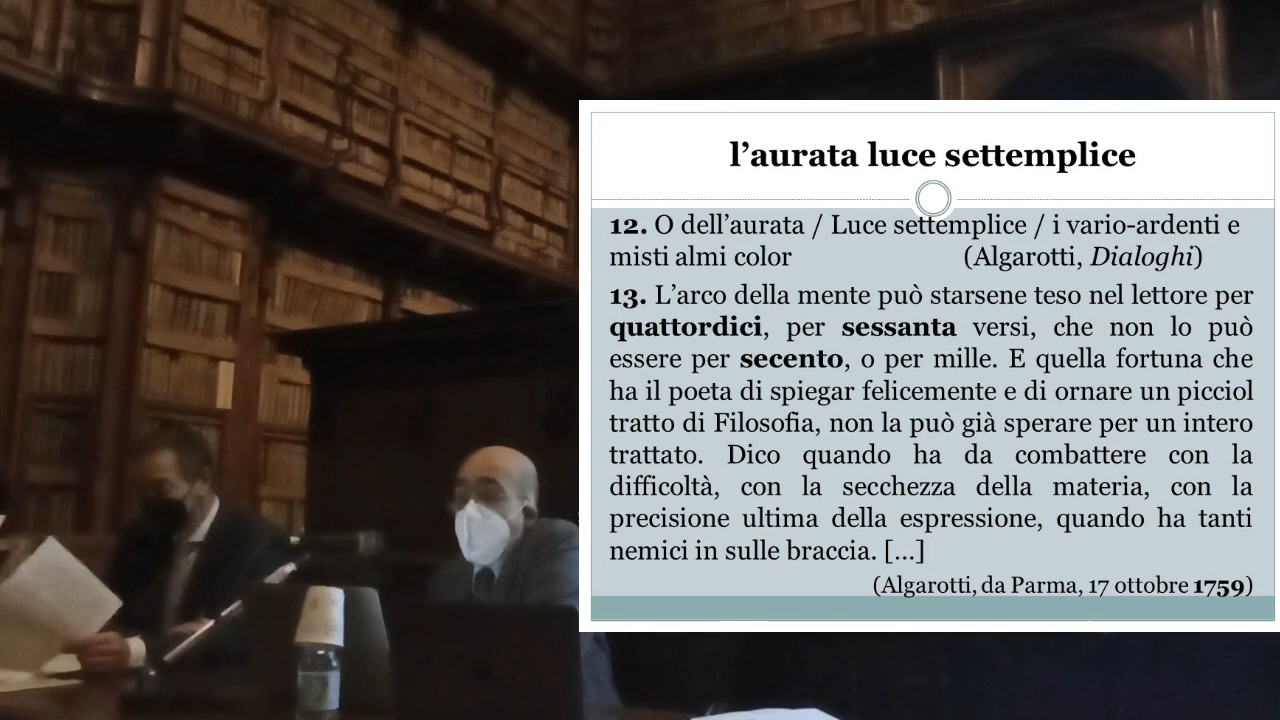 l’aurata luce settemplice
12. O dell’aurata / Luce settemplice / i vario-ardenti e
misti almi color (Algarotti, Dialoghi)
13. L’arco della mente può starsene teso nel lettore per
quattordici, per sessanta versi, che non lo può
essere per secento, o per mille. E quella fortuna che
ha il poeta di spiegar felicemente e di ornare un picciol
tratto di Filosofia, non la può già sperare per un intero
trattato. Dico quando ha da combattere con la
difficoltà, con la secchezza della materia, con la
precisione ultima della espressione, quando ha tanti
nemici in sulle braccia. [...]
(Algarotti, da Parma, 17 ottobre 1759)